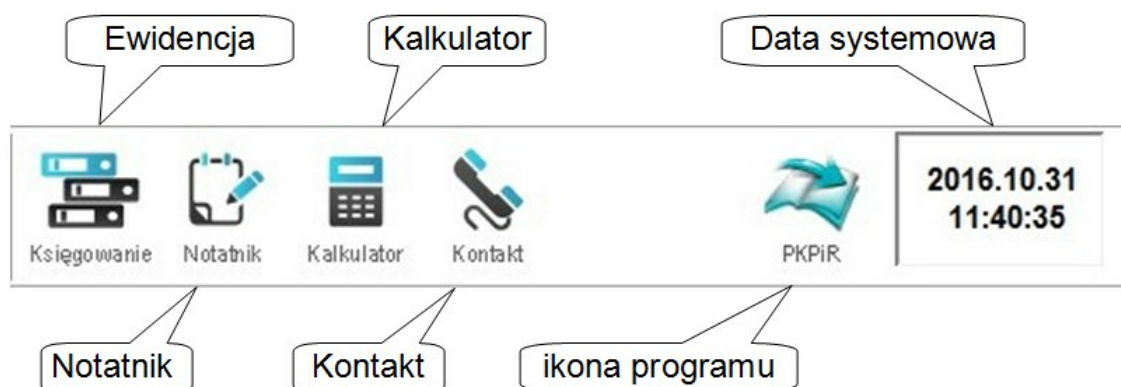 Ewidencja
Kalkulator
Data systemowa
2016.10.31
11:40:35
Księgowanie
Notatnik
Kalkulator
Kontakt
PKPiR
Notatnik
Kontakt
ikona programu